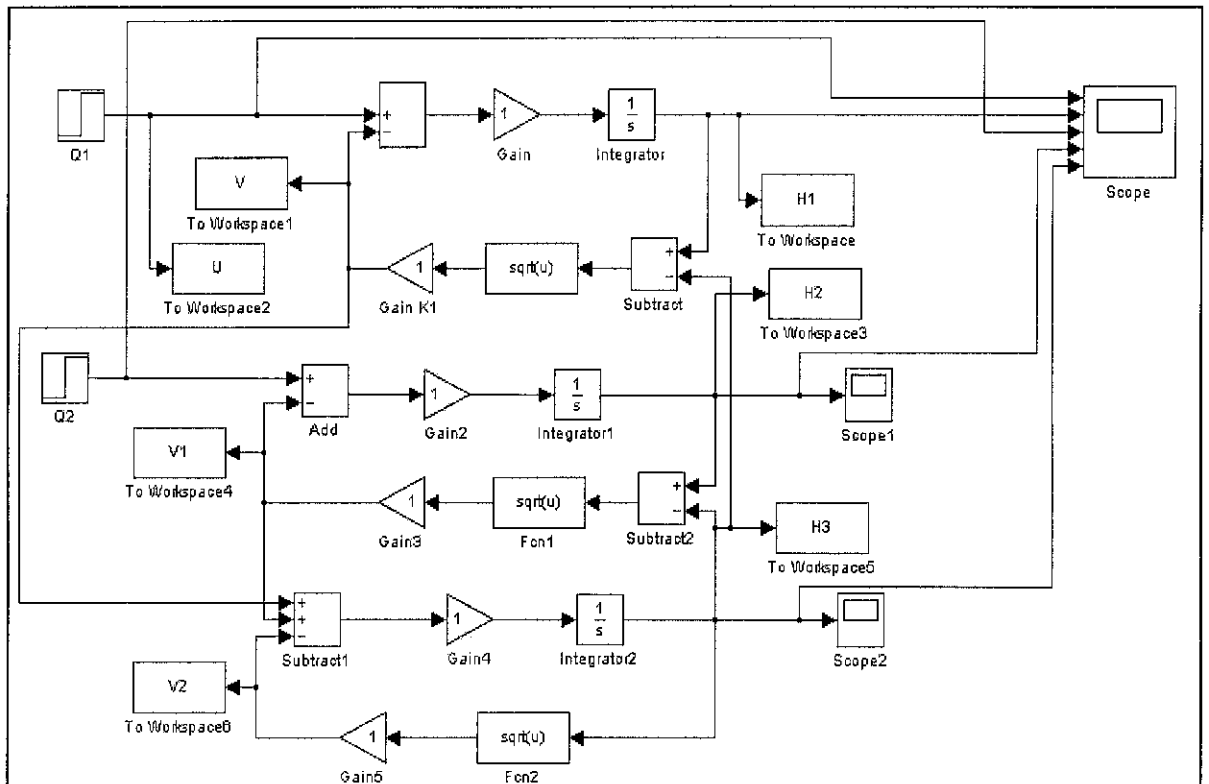 Q1
+
−
1
Gain
1
s
Integrator
Scope
V
To Workspace1
H1
To Workspace
U
To Workspace2
1
Gain K1
sqrt(u)
+
−
Subtract
H2
To Workspace3
Q2
+
−
Add
1
Gain2
1
s
Integrator1
Scope1
V1
To Workspace4
1
Gain3
sqrt(u)
Fcn1
+
−
Subtract2
H3
To Workspace5
+
+
−
Subtract1
1
Gain4
1
s
Integrator2
Scope2
V2
To Workspace6
1
Gain5
sqrt(u)
Fcn2